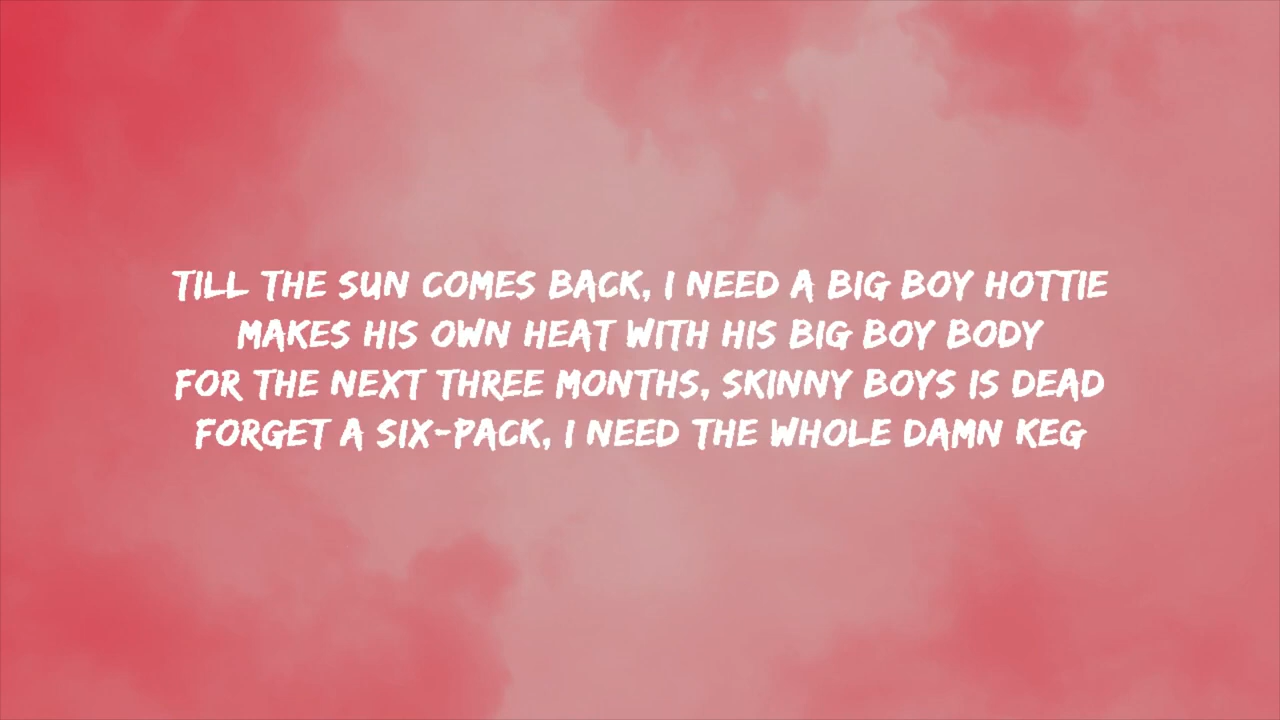 TILL THE SUN COMES BACK, I NEED A BIG BOY HOTTIE
MAKES HIS OWN HEAT WITH HIS BIG BOY BODY
FOR THE NEXT THREE MONTHS, SKINNY BOYS IS DEAD
FORGET A SIX-PACK, I NEED THE WHOLE DAMN KEG